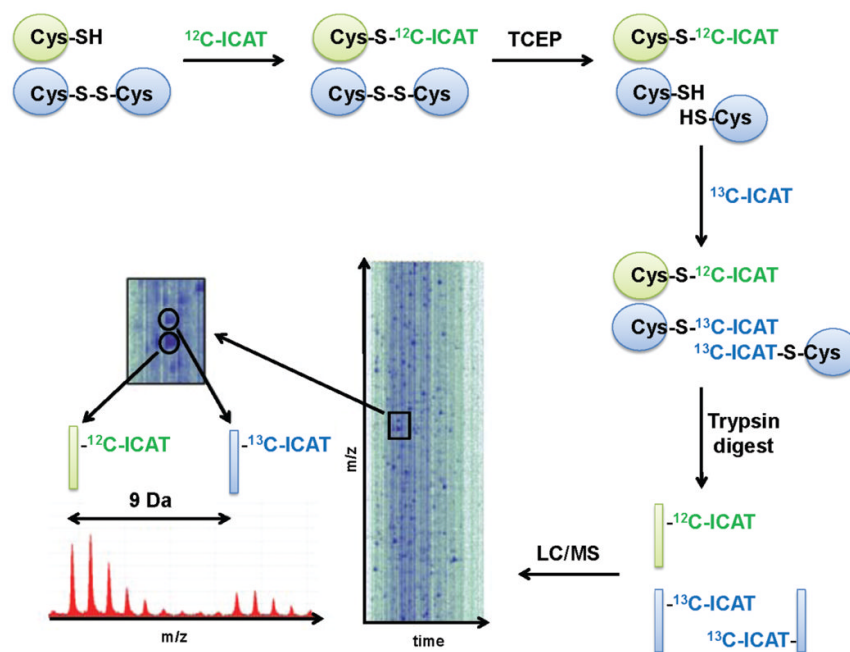 Cys-SH
Cys-S-S-Cys
¹²C-ICAT
Cys-S-¹²C-ICAT
Cys-S-S-Cys
TCEP
Cys-S-¹²C-ICAT
Cys-SH
HS-Cys
¹³C-ICAT
Cys-S-¹²C-ICAT
Cys-S-¹³C-ICAT
¹³C-ICAT-S-Cys
Trypsin
digest
-¹²C-ICAT
-¹³C-ICAT
¹³C-ICAT-
LC/MS
m/z
time
-¹²C-ICAT
-¹³C-ICAT
9 Da
m/z